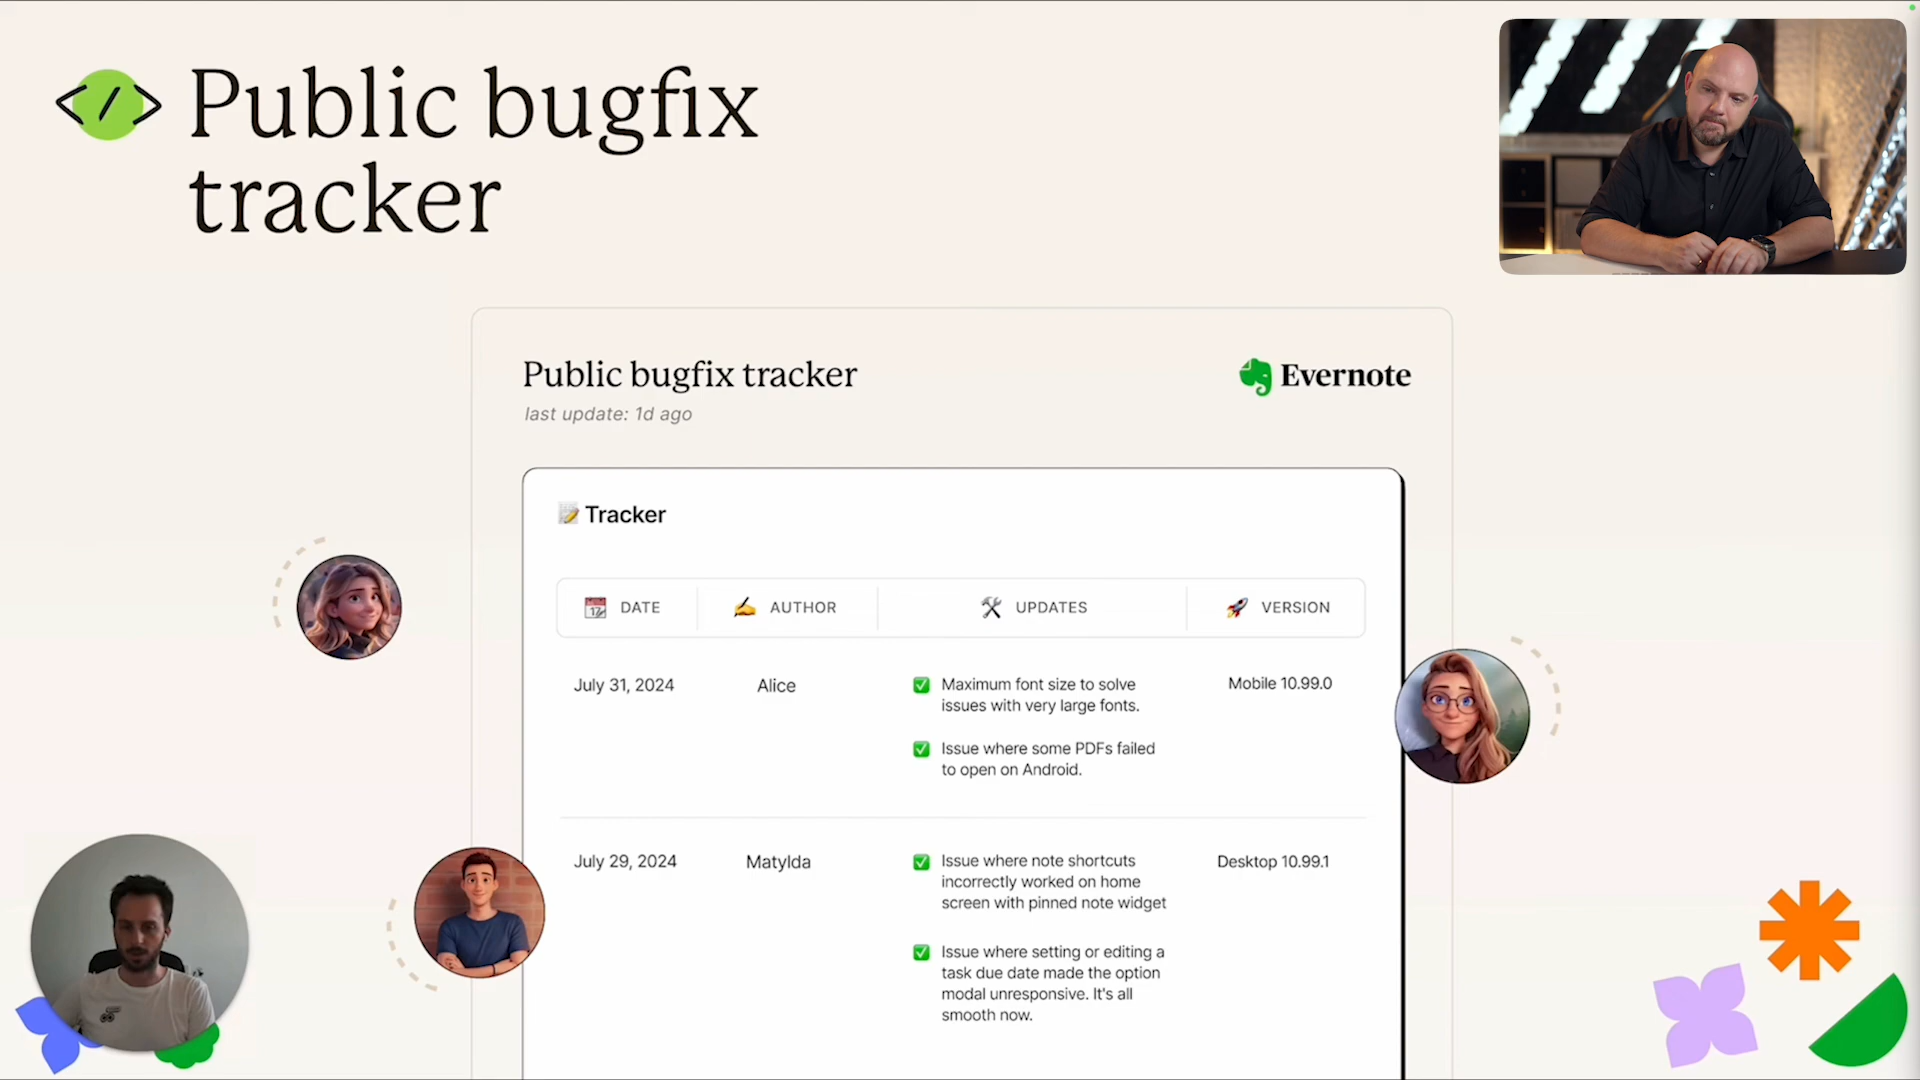 Public bugfix
tracker
Public bugfix tracker
Evernote
last update: 1d ago
Tracker
DATE
AUTHOR
UPDATES
VERSION
July 31, 2024
Alice
Maximum font size to solve
issues with very large fonts.
Issue where some PDFs failed
to open on Android.
Mobile 10.99.0
July 29, 2024
Matylda
Issue where note shortcuts
incorrectly worked on home
screen with pinned note widget
Issue where setting or editing a
task due date made the option
modal unresponsive. It's all
smooth now.
Desktop 10.99.1